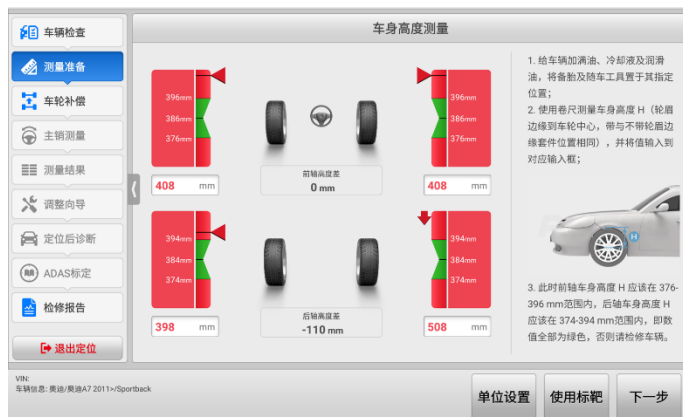 车辆检查
测量准备
车轮补偿
主销测量
测量结果
调整向导
定位后诊断
ADAS标定
检修报告
退出定位
车身高度测量
396mm
386mm
376mm
408 mm
前轴高度差
0 mm
396mm
386mm
376mm
408 mm
394mm
384mm
374mm
398 mm
后轴高度差
-110 mm
394mm
384mm
374mm
508 mm
1. 给车辆加满油、冷
却液及润滑
油，将备胎及随车工具置于其指定
位置；
2. 使用卷尺测量车身高度 H（轮眉
边缘到车轮中心，带与不带轮眉边
缘套件位置相同），并将值输入到
对应输入框；
H
3. 此时前轴车身高度 H 应该在 376-
396 mm范围内，后轴车身高度 H
应该在 374-394 mm范围内，即数
值全部为绿色，否则请检修车辆。
VIN:
车辆信息: 奥迪/奥迪A7 2011>/Sportback
单位设置
使用标靶
下一步